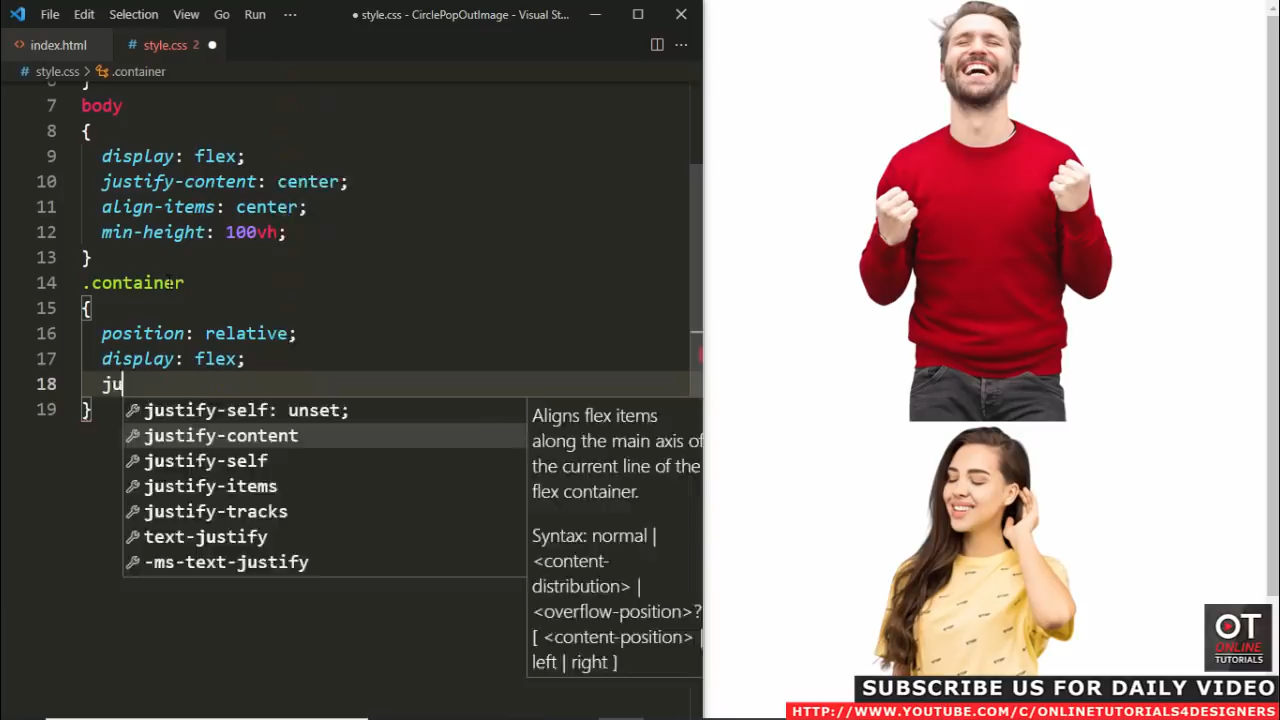 File Edit Selection View Go Run ··· ● style.css - CirclePopOutImage - Visual St...
index.html # style.css 2 ●
# style.css > .container
7 body
8 {
9 display: flex;
10 justify-content: center;
11 align-items: center;
12 min-height: 100vh;
13 }
14 .container
15 {
16 position: relative;
17 display: flex;
18 ju
19 }
justify-self: unset;
justify-content
justify-self
justify-items
justify-tracks
text-justify
-ms-text-justify
Aligns flex items
along the main axis of
the current line of the
flex container.
Syntax: normal |
<content-
distribution> |
<overflow-position>?
[ <content-position> |
left | right ]
OT
ONLINE
TUTORIALS
SUBSCRIBE US FOR DAILY VIDEO
HTTP://WWW.YOUTUBE.COM/C/ONLINETUTORIALS4DESIGNERS